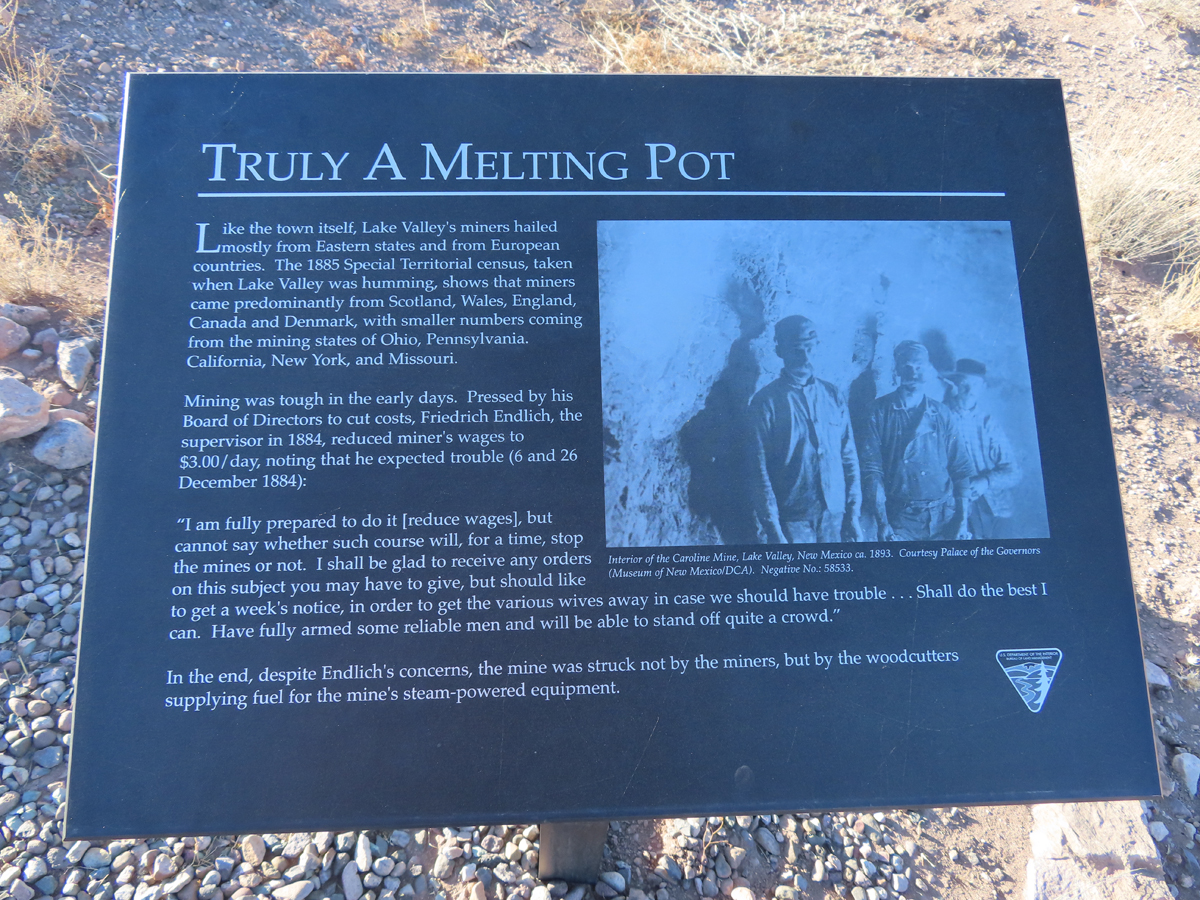 TRULY A MELTING POT
Like the town itself, Lake Valley's miners hailed
mostly from Eastern states and from European
countries. The 1885 Special Territorial census, taken
when Lake Valley was humming, shows that miners
came predominantly from Scotland, Wales, England,
Canada and Denmark, with smaller numbers coming
from the mining states of Ohio, Pennsylvania.
California, New York, and Missouri.
Mining was tough in the early days. Pressed by his
Board of Directors to cut costs, Friedrich Endlich, the
supervisor in 1884, reduced miner's wages to
$3.00/day, noting that he expected trouble (6 and 26
December 1884):
“I am fully prepared to do it [reduce wages], but
cannot say whether such course will, for a time, stop
the mines or not. I shall be glad to receive any orders
on this subject you may have to give, but should like
to get a week's notice, in order to get the various wives away in case we should have trouble . . . Shall do the best I
can. Have fully armed some reliable men and will be able to stand off quite a crowd.”
In the end, despite Endlich's concerns, the mine was struck not by the miners, but by the woodcutters
supplying fuel for the mine's steam-powered equipment.
Interior of the Caroline Mine, Lake Valley, New Mexico ca. 1893. Courtesy Palace of the Governors
(Museum of New Mexico/DCA). Negative No.: 58533.
U.S. DEPARTMENT OF THE INTERIOR
BUREAU OF LAND MANAGEMENT